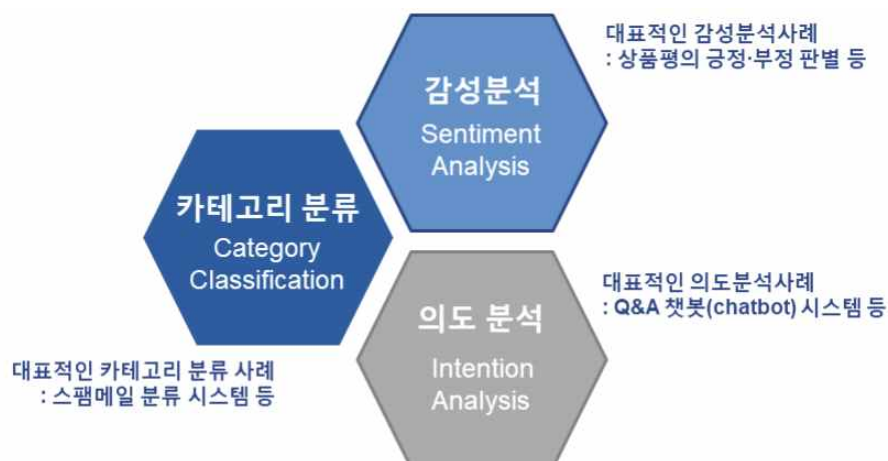 대표적인 감성분석사례
: 상품평의 긍정·부정 판별 등
감성분석
Sentiment
Analysis
카테고리 분류
Category
Classification
대표적인 의도분석사례
: Q&A 챗봇(chatbot) 시스템 등
의도 분석
Intention
Analysis
대표적인 카테고리 분류 사례
: 스팸메일 분류 시스템 등